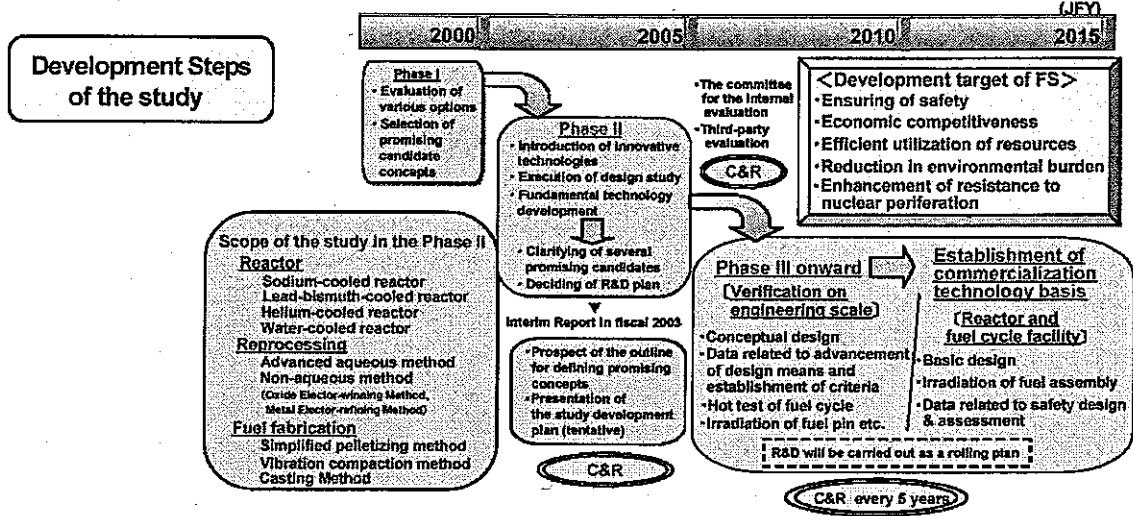 (JFY)
2000
2005
2010
2015
Development Steps
of the study
Phase I
・Evaluation of
various options
・Selection of
promising
candidate
concepts
Phase II
・Introduction of innovative
technologies
・Execution of design study
・Fundamental technology
development
・Clarifying of several
promising candidates
・Deciding of R&D plan
・The committee
for the internal
evaluation
・Third-party
evaluation
C&R
<Development target of FS>
・Ensuring of safety
・Economic competitiveness
・Efficient utilization of resources
・Reduction in environmental burden
・Enhancement of resistance to
nuclear periferation
Scope of the study in the Phase II
Reactor
Sodium-cooled reactor
Lead-bismuth-cooled reactor
Helium-cooled reactor
Water-cooled reactor
Reprocessing
Advanced aqueous method
Non-aqueous method
(Oxide Elector-winning Method,
Metal Elector-refining Method)
Fuel fabrication
Simplified pelletizing method
Vibration compaction method
Casting Method
Interim Report in fiscal 2003
・Prospect of the outline
for defining promising
concepts
・Presentation of
the study development
plan (tentative)
C&R
Phase III onward
[Verification on
engineering scale]
・Conceptual design
・Data related to advancement
of design means and
establishment of criteria
・Hot test of fuel cycle
・Irradiation of fuel pin etc.
Establishment of
commercialization
technology basis
[Reactor and
fuel cycle facility]
・Basic design
・Irradiation of fuel assembly
・Data related to safety design
& assessment
R&D will be carried out as a rolling plan
C&R every 5 years